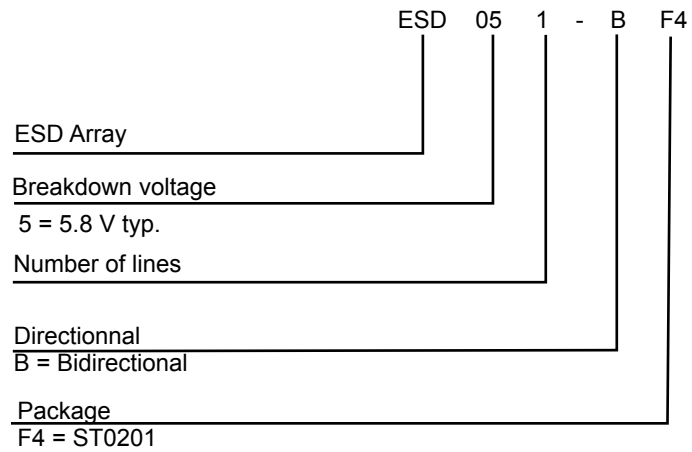 ESD 05 1 - B F4
ESD Array
Breakdown voltage
5 = 5.8 V typ.
Number of lines
Directionnal
B = Bidirectional
Package
F4 = ST0201